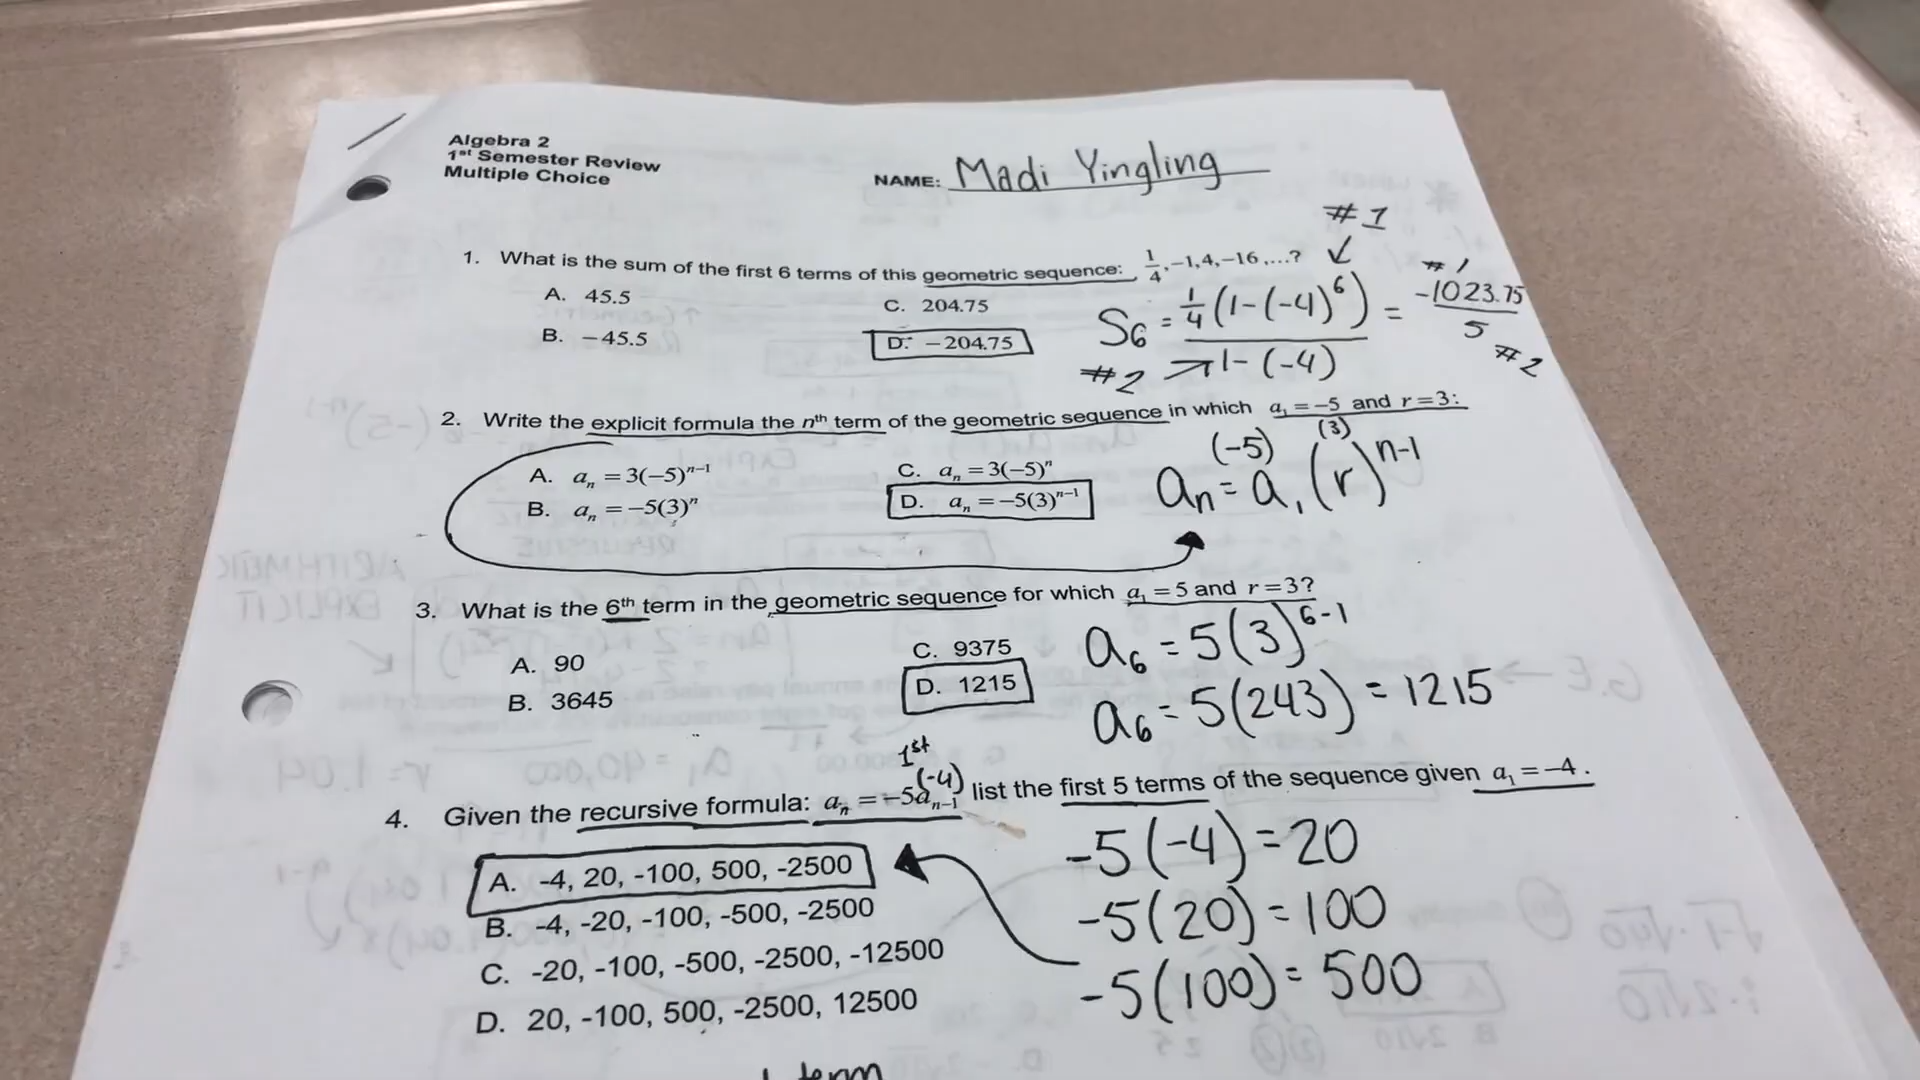 Algebra 2
1st Semester Review
Multiple Choice
NAME: Madi Yingling
#1
1. What is the sum of the first 6 terms of this geometric sequence: 1/4, -1, 4, -16, ...?
A. 45.5
C. 204.75
B. -45.5
D. -204.75
S6 = 1/4(1-(-4)^6) / 1-(-4) = -1023.75 / 5
#1
#2
#2
2. Write the explicit formula the nth term of the geometric sequence in which a₁ = -5 and r = 3:
(-5) (3)
A. aₙ = 3(-5)ⁿ⁻¹
C. aₙ = 3(-5)ⁿ
B. aₙ = -5(3)ⁿ
D. aₙ = -5(3)ⁿ⁻¹
an = a₁(r)^n-1
3. What is the 6th term in the geometric sequence for which a₁ = 5 and r = 3?
A. 90
C. 9375
B. 3645
D. 1215
a6 = 5(3)^6-1
a6 = 5(243) = 1215
1st
(-4)
4. Given the recursive formula: aₙ = -5aₙ₋₁ list the first 5 terms of the sequence given a₁ = -4.
A. -4, 20, -100, 500, -2500
B. -4, -20, -100, -500, -2500
C. -20, -100, -500, -2500, -12500
D. 20, -100, 500, -2500, 12500
-5(-4) = 20
-5(20) = 100
-5(100) = 500
term